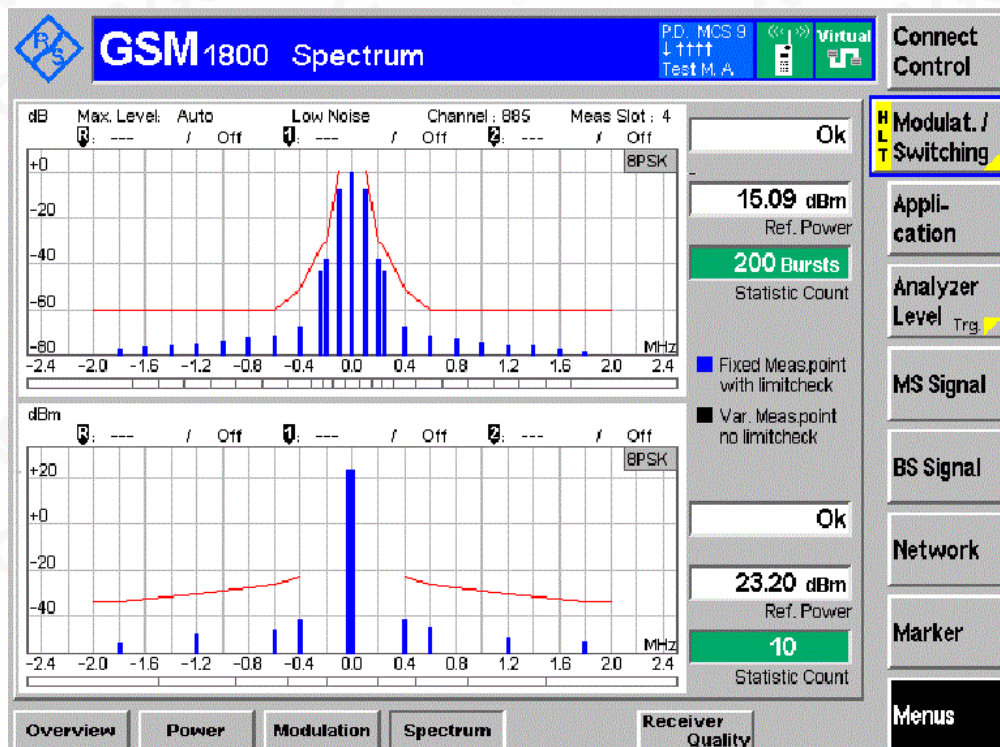 R/S
GSM 1800 Spectrum
P.D. MCS 9
↓ ↑↑↑↑
Test M. A
Virtual
Connect Control
dB Max. Level: Auto Low Noise Channel : 885 Meas Slot : 4
R: --- / Off 1: --- / Off 2: --- / Off
8PSK
+0
-20
-40
-60
-80
MHz
-2.4 -2.0 -1.6 -1.2 -0.8 -0.4 0.0 0.4 0.8 1.2 1.6 2.0 2.4
Ok
15.09 dBm
Ref. Power
200 Bursts
Statistic Count
Fixed Meas.point
with limitcheck
Var. Meas.point
no limitcheck
dBm
R: --- / Off 1: --- / Off 2: --- / Off
8PSK
+20
+0
-20
-40
MHz
-2.4 -2.0 -1.6 -1.2 -0.8 -0.4 0.0 0.4 0.8 1.2 1.6 2.0 2.4
Ok
23.20 dBm
Ref. Power
10
Statistic Count
HLT
Modulat. /
Switching
Appli-
cation
Analyzer
Level Trg.
MS Signal
BS Signal
Network
Marker
Menus
Overview Power Modulation Spectrum Receiver
Quality